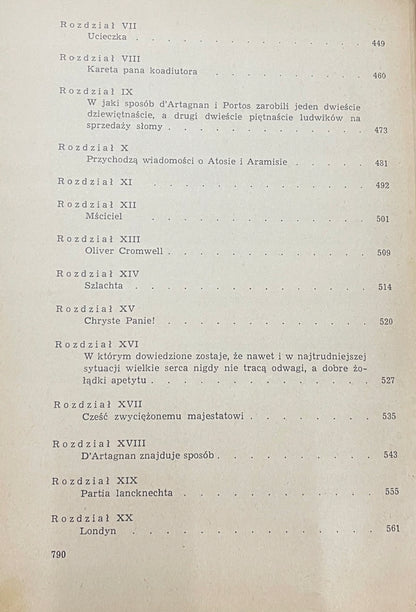 Rozdział VII
Ucieczka . . . . . . . . . . . . . 449
Rozdział VIII
Kareta pana koadiutora . . . . . . . . . 460
Rozdział IX
W jaki sposób d'Artagnan i Portos zarobili jeden dwieście
dziewiętnaście, a drugi dwieście piętnaście ludwików na
sprzedaży słomy . . . . . . . . . . . 473
Rozdział X
Przychodzą wiadomości o Atosie i Aramisie . . . . . 481
Rozdział XI . . . . . . . . . . . . 492
Rozdział XII
Mściciel . . . . . . . . . . . . 501
Rozdział XIII
Oliver Cromwell . . . . . . . . . . . 509
Rozdział XIV
Szlachta . . . . . . . . . . . . . 514
Rozdział XV
Chryste Panie! . . . . . . . . . . . 520
Rozdział XVI
W którym dowiedzione zostaje, że nawet i w najtrudniejszej
sytuacji wielkie serca nigdy nie tracą odwagi, a dobre żo-
łądki apetytu . . . . . . . . . . . . 527
Rozdział XVII
Cześć zwyciężonemu majestatowi . . . . . . . 535
Rozdział XVIII
D'Artagnan znajduje sposób . . . . . . . . . 543
Rozdział XIX
Partia lancknechta . . . . . . . . . . . 555
Rozdział XX
Londyn . . . . . . . . . . . . . 561
790